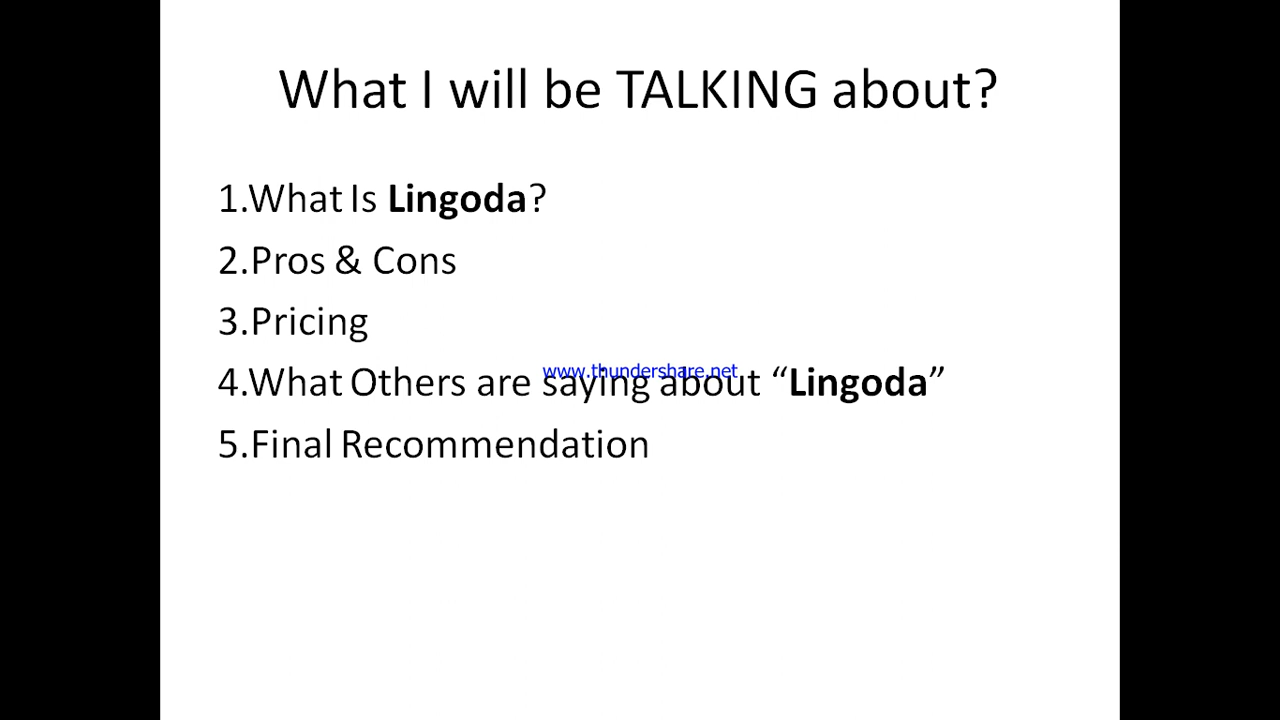 What I will be TALKING about?
1.What Is Lingoda?
2.Pros & Cons
3.Pricing
4.What Others are saying about “Lingoda”
www.thundershare.net
5.Final Recommendation